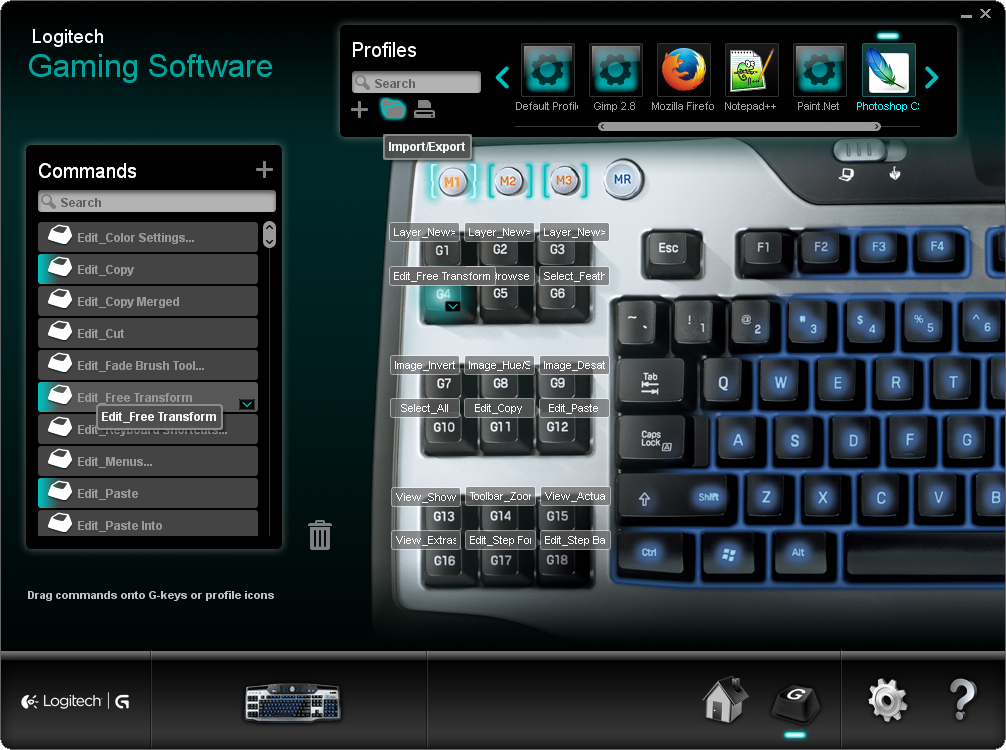 Logitech
Gaming Software
Profiles
Search
Default Profil
Gimp 2.8
Mozilla Firefo
Notepad++
Paint.Net
Photoshop C
Import/Export
Commands
Search
Edit_Color Settings...
Edit_Copy
Edit_Copy Merged
Edit_Cut
Edit_Fade Brush Tool...
Edit_Free Transform
Edit_Free Transform
Edit_Keyboard Shortcuts...
Edit_Menus...
Edit_Paste
Edit_Paste Into
Drag commands onto G-keys or profile icons
M1 M2 M3 MR
Layer_New> Layer_New> Layer_New>
G1 G2 G3
Edit_Free Transform rowse Select_Feath
G4 G5 G6
Image_Invert Image_Hue/S Image_Desat
G7 G8 G9
Select_All Edit_Copy Edit_Paste
G10 G11 G12
View_Show Toolbar_Zoor View_Actua
G13 G14 G15
View_Extras Edit_Step For Edit_Step Ba
G16 G17 G18
Esc F1 F2 F3 F4
~ ` ! 1 @ 2 * 3 $ 4 % 5 ^ 6
Tab Q W E R T
Caps Lock A A S D F G
Shift Z X C V B
Ctrl Alt
Logitech G
G
?